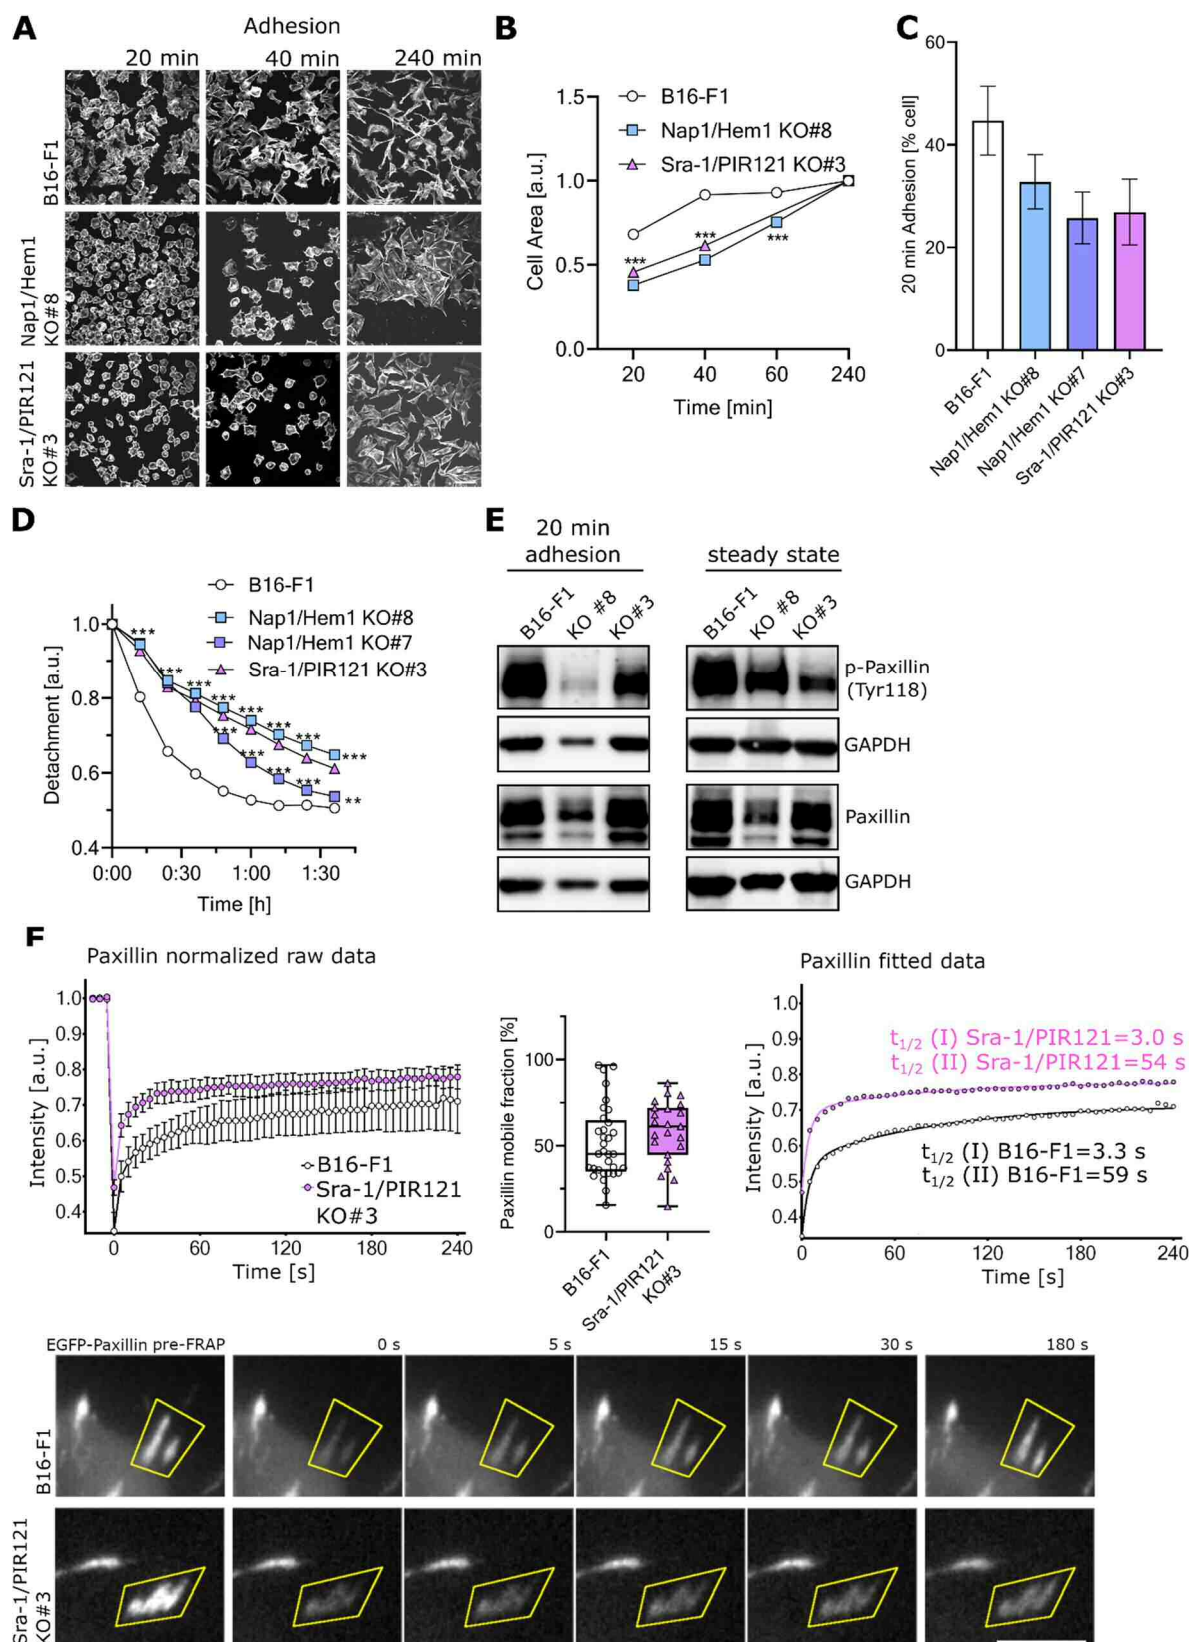 A
Adhesion
20 min
40 min
240 min
B16-F1
Nap1/Hem1
KO#8
Sra-1/PIR121
KO#3
B
B16-F1
Nap1/Hem1 KO#8
Sra-1/PIR121 KO#3
Cell Area [a.u.]
1.5
1.0
0.5
0.0
***
***
***
20
40
60
240
Time [min]
C
20 min Adhesion [% cell]
60
40
20
0
B16-F1
Nap1/Hem1 KO#8
Nap1/Hem1 KO#7
Sra-1/PIR121 KO#3
D
B16-F1
Nap1/Hem1 KO#8
Nap1/Hem1 KO#7
Sra-1/PIR121 KO#3
Detachment [a.u.]
1.0
0.8
0.6
0.4
***
***
***
***
***
***
***
***
***
***
***
***
**
0:00
0:30
1:00
1:30
Time [h]
E
20 min
adhesion
steady state
B16-F1
KO #8
KO#3
B16-F1
KO #8
KO#3
p-Paxillin
(Tyr118)
GAPDH
Paxillin
GAPDH
F
Paxillin normalized raw data
Intensity [a.u.]
1.0
0.9
0.8
0.7
0.6
0.5
0.4
B16-F1
Sra-1/PIR121
KO#3
0
60
120
180
240
Time [s]
Paxillin mobile fraction [%]
100
50
0
B16-F1
Sra-1/PIR121
KO#3
Paxillin fitted data
Intensity [a.u.]
1.0
0.9
0.8
0.7
0.6
0.5
0.4
t1/2 (I) Sra-1/PIR121=3.0 s
t1/2 (II) Sra-1/PIR121=54 s
t1/2 (I) B16-F1=3.3 s
t1/2 (II) B16-F1=59 s
0
60
120
180
240
Time [s]
EGFP-Paxillin pre-FRAP
0 s
5 s
15 s
30 s
180 s
B16-F1
Sra-1/PIR121
KO#3